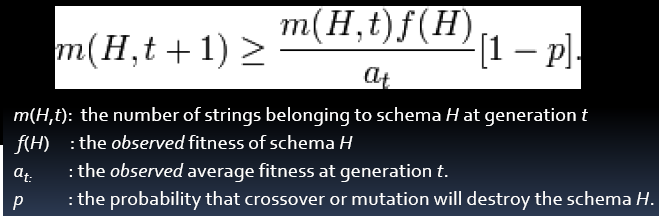 m(H,t+1) ≥ m(H,t)f(H) / a_t [1−p].
m(H,t): the number of strings belonging to schema H at generation t
f(H) : the observed fitness of schema H
a_t: : the observed average fitness at generation t.
p : the probability that crossover or mutation will destroy the schema H.